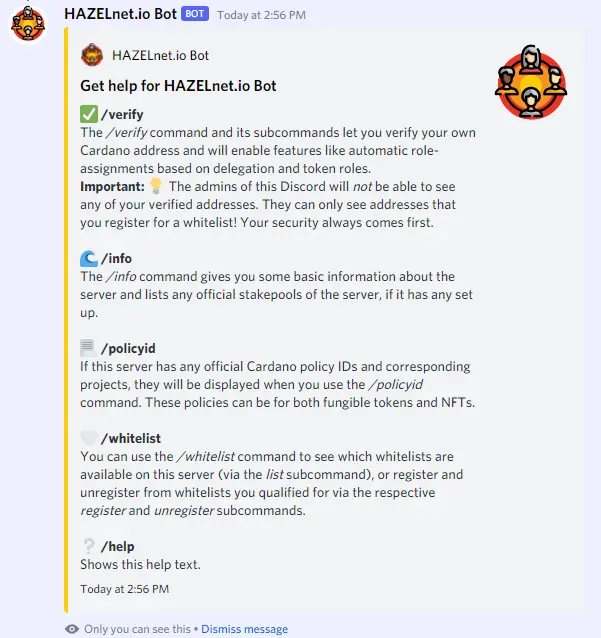 HAZELnet.io Bot BOT Today at 2:56 PM
HAZELnet.io Bot
Get help for HAZELnet.io Bot
/verify
The /verify command and its subcommands let you verify your own
Cardano address and will enable features like automatic role-
assignments based on delegation and token roles.
Important: The admins of this Discord will not be able to see
any of your verified addresses. They can only see addresses that
you register for a whitelist! Your security always comes first.
/info
The /info command gives you some basic information about the
server and lists any official stakepools of the server, if it has any set
up.
/policyid
If this server has any official Cardano policy IDs and corresponding
projects, they will be displayed when you use the /policyid
command. These policies can be for both fungible tokens and NFTs.
/whitelist
You can use the /whitelist command to see which whitelists are
available on this server (via the list subcommand), or register and
unregister from whitelists you qualified for via the respective
register and unregister subcommands.
/help
Shows this help text.
Today at 2:56 PM
Only you can see this • Dismiss message